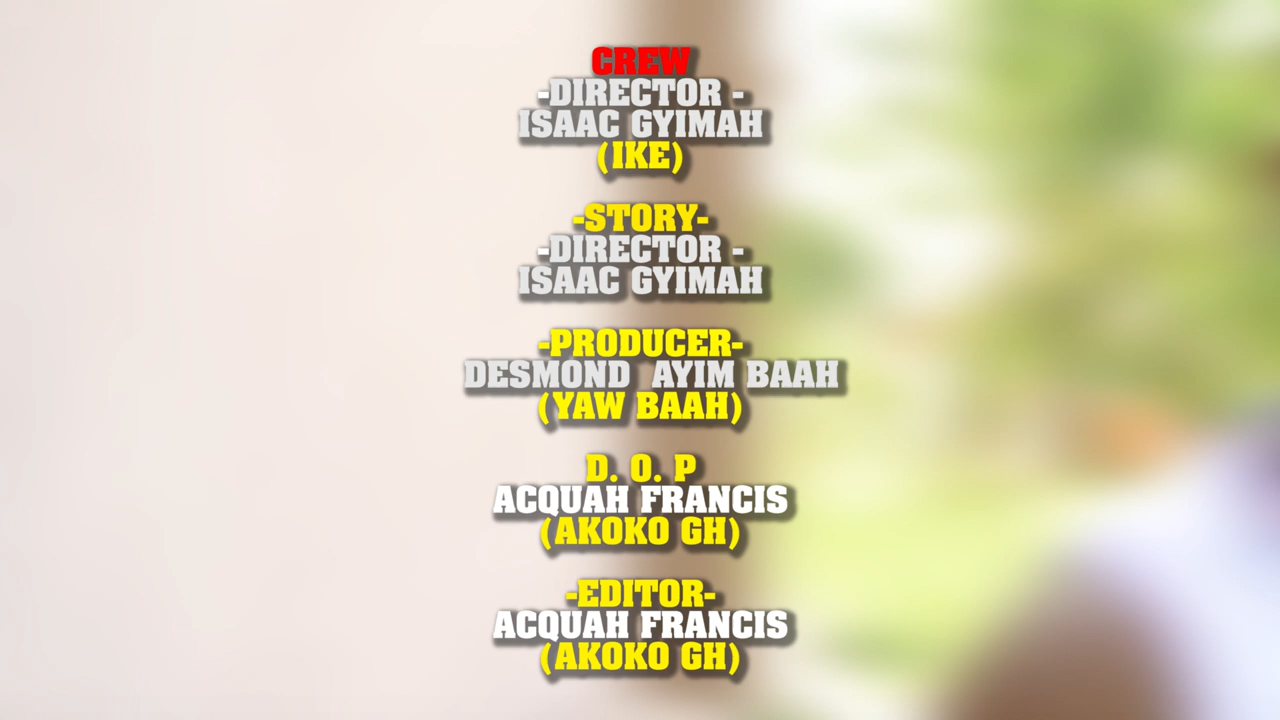 CREW
-DIRECTOR -
ISAAC GYIMAH
(IKE)
-STORY-
-DIRECTOR -
ISAAC GYIMAH
-PRODUCER-
DESMOND AYIM BAAH
(YAW BAAH)
D. O. P
ACQUAH FRANCIS
(AKOKO GH)
-EDITOR-
ACQUAH FRANCIS
(AKOKO GH)